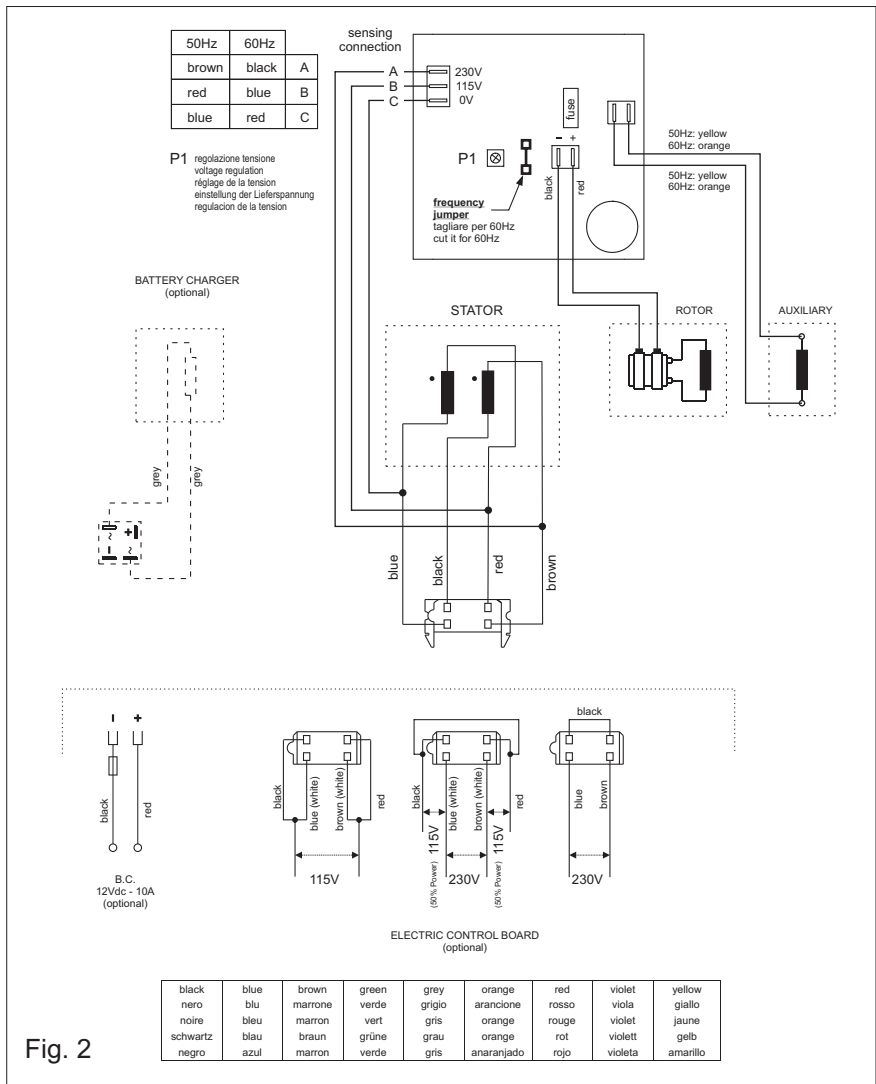 50Hz 60Hz
brown black A
red blue B
blue red C
P1 regolazione tensione
voltage regulation
réglage de la tension
einstellung der Lieferspannung
regulacion de la tension
sensing
connection
A 230V
B 115V
C 0V
fuse
- +
P1
black
red
frequency
jumper
tagliare per 60Hz
cut it for 60Hz
50Hz: yellow
60Hz: orange
50Hz: yellow
60Hz: orange
BATTERY CHARGER
(optional)
grey
grey
+
~
–
~
STATOR
ROTOR
AUXILIARY
blue
black
red
brown
– +
black
red
B.C.
12Vdc - 10A
(optional)
black
blue (white)
brown (white)
red
115V
black
blue (white)
brown (white)
red
115V
(50% Power)
230V
115V
(50% Power)
black
blue
brown
230V
ELECTRIC CONTROL BOARD
(optional)
black blue brown green grey orange red violet yellow
nero blu marrone verde grigio arancione rosso viola giallo
noire bleu marron vert gris orange rouge violet jaune
schwartz blau braun grüne grau orange rot violett gelb
negro azul marron verde gris anaranjado rojo violeta amarillo
Fig. 2